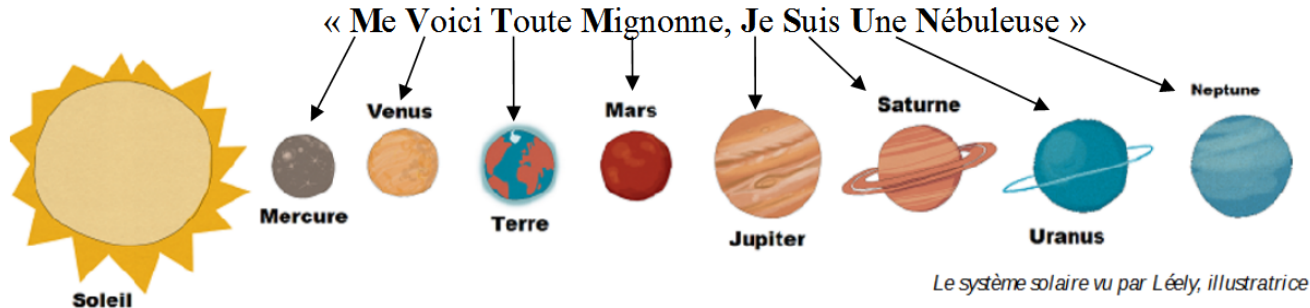 « Me Voici Toute Mignonne, Je Suis Une Nébuleuse »
Neptune
Venus
Mars
Saturne
Mercure
Terre
Jupiter
Uranus
Le système solaire vu par Léely, illustratrice
Soleil